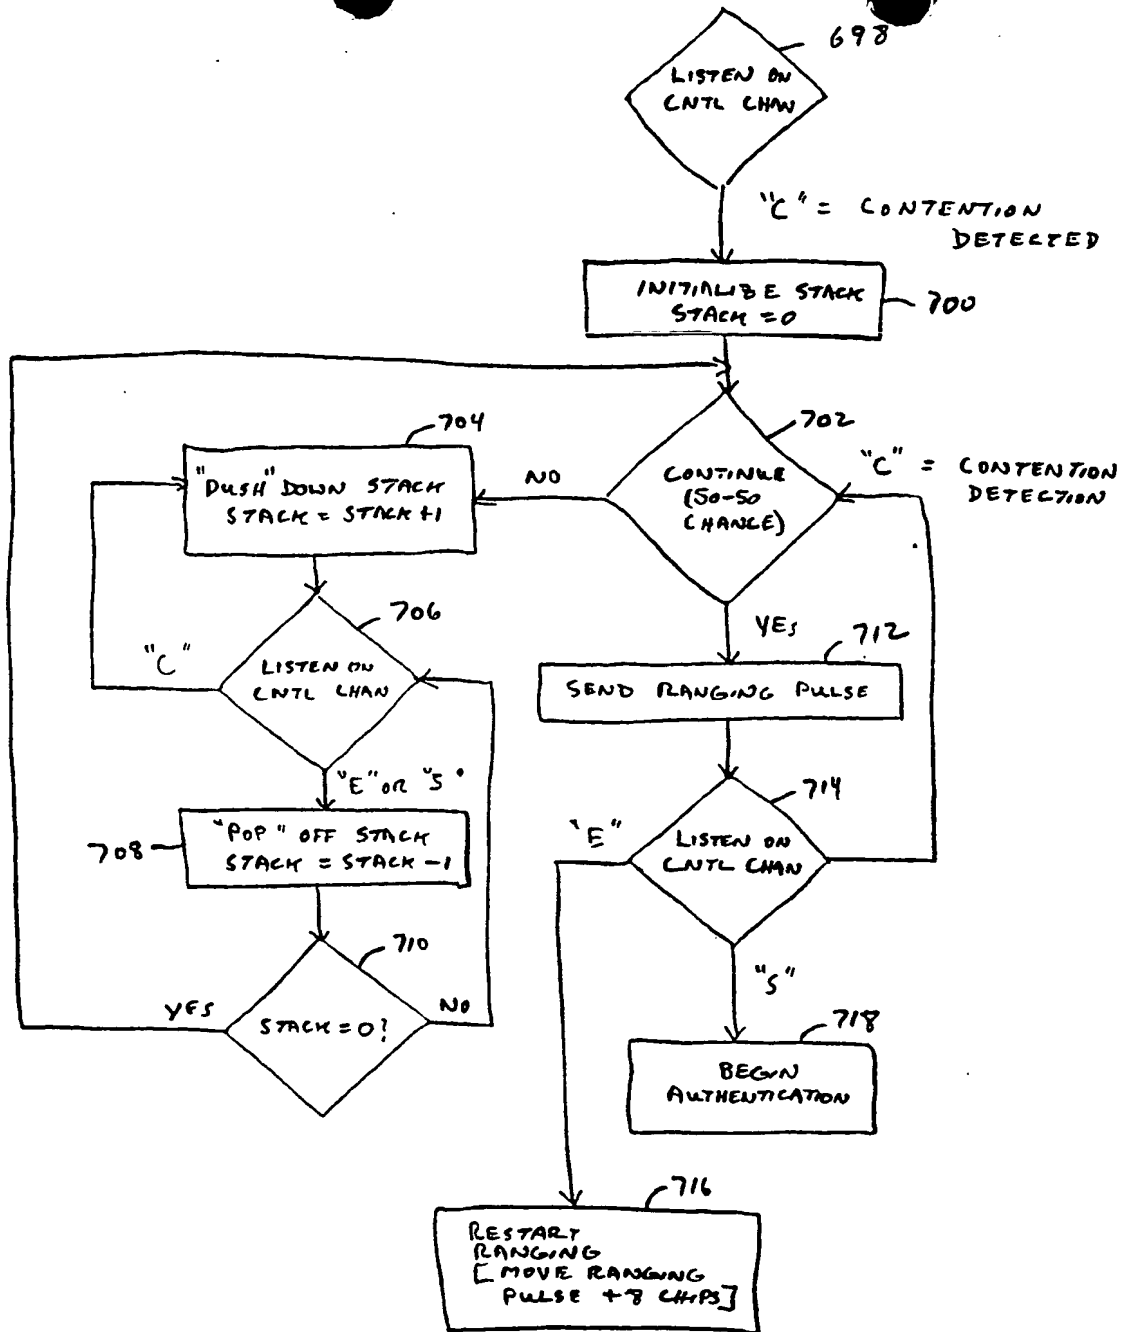 698
LISTEN ON
CNTL CHAN
"C" = CONTENTION
DETECTED
INITIALIZE STACK
STACK = 0
700
702
CONTINUE
(50-50
CHANCE)
"C" = CONTENTION
DETECTION
NO
704
"PUSH" DOWN STACK
STACK = STACK+1
706
LISTEN ON
CNTL CHAN
"C"
"E" OR "S"
708
"POP" OFF STACK
STACK = STACK -1
710
STACK = 0?
YES
NO
YES
712
SEND RANGING PULSE
714
LISTEN ON
CNTL CHAN
"E"
"S"
718
BEGIN
AUTHENTICATION
716
RESTART
RANGING
[MOVE RANGING
PULSE +8 CHIPS]